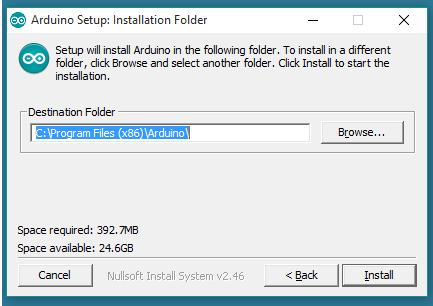 Arduino Setup: Installation Folder
Setup will install Arduino in the following folder. To install in a different
folder, click Browse and select another folder. Click Install to start the
installation.
Destination Folder
C:\Program Files (x86)\Arduino\
Browse...
Space required: 392.7MB
Space available: 24.6GB
Cancel
Nullsoft Install System v2.46
< Back
Install